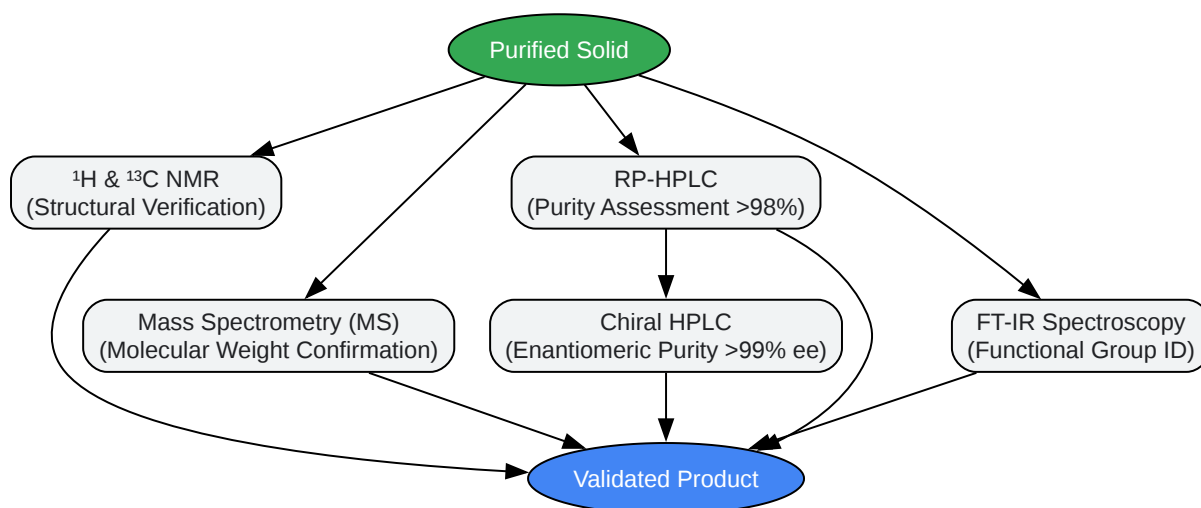 Purified Solid
¹H & ¹³C NMR
(Structural Verification)
RP-HPLC
(Purity Assessment >98%)
Mass Spectrometry (MS)
(Molecular Weight Confirmation)
Chiral HPLC
(Enantiomeric Purity >99% ee)
FT-IR Spectroscopy
(Functional Group ID)
Validated Product